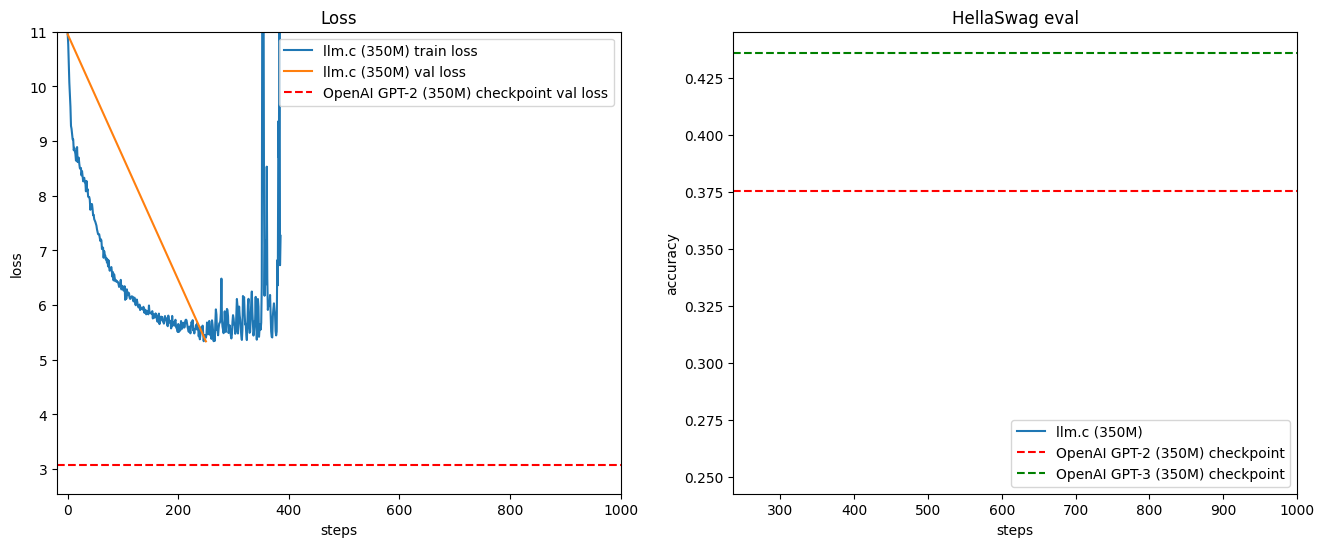 Loss
11
10
9
8
7
6
5
4
3
loss
0
200
400
600
800
1000
steps
llm.c (350M) train loss
llm.c (350M) val loss
OpenAI GPT-2 (350M) checkpoint val loss
HellaSwag eval
0.425
0.400
0.375
0.350
0.325
0.300
0.275
0.250
accuracy
300
400
500
600
700
800
900
1000
steps
llm.c (350M)
OpenAI GPT-2 (350M) checkpoint
OpenAI GPT-3 (350M) checkpoint